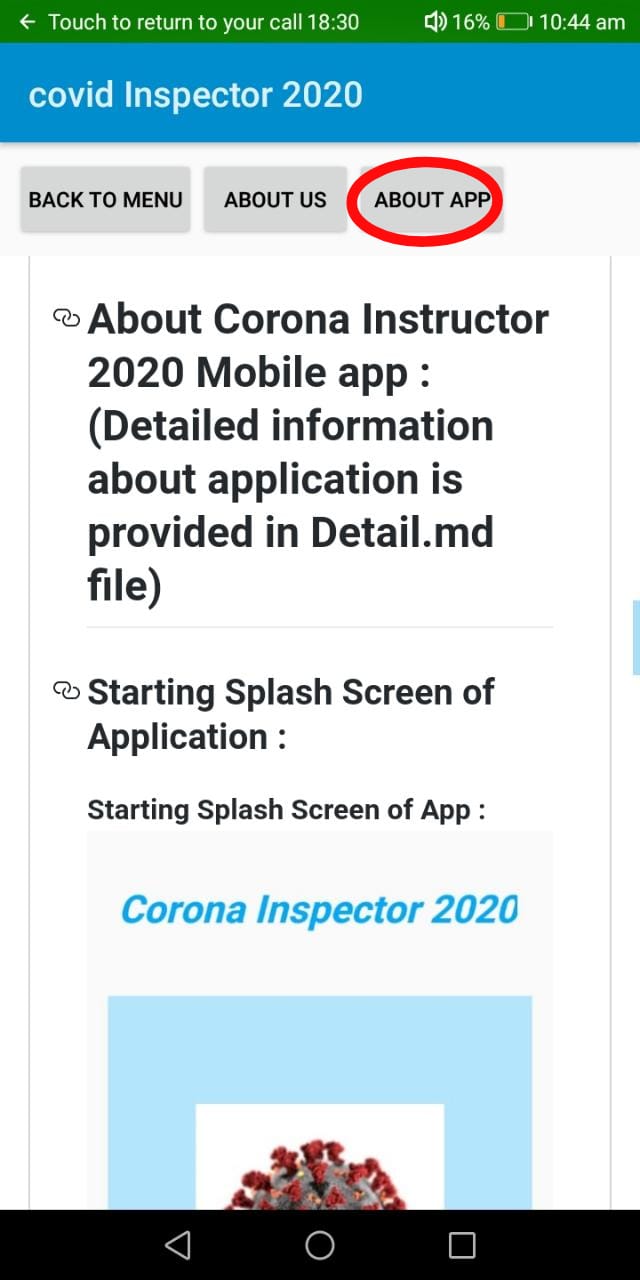 Touch to return to your call 18:30 16% 10:44 am
covid Inspector 2020
BACK TO MENU ABOUT US ABOUT APP
About Corona Instructor
2020 Mobile app :
(Detailed information
about application is
provided in Detail.md
file)
Starting Splash Screen of
Application :
Starting Splash Screen of App :
Corona Inspector 2020